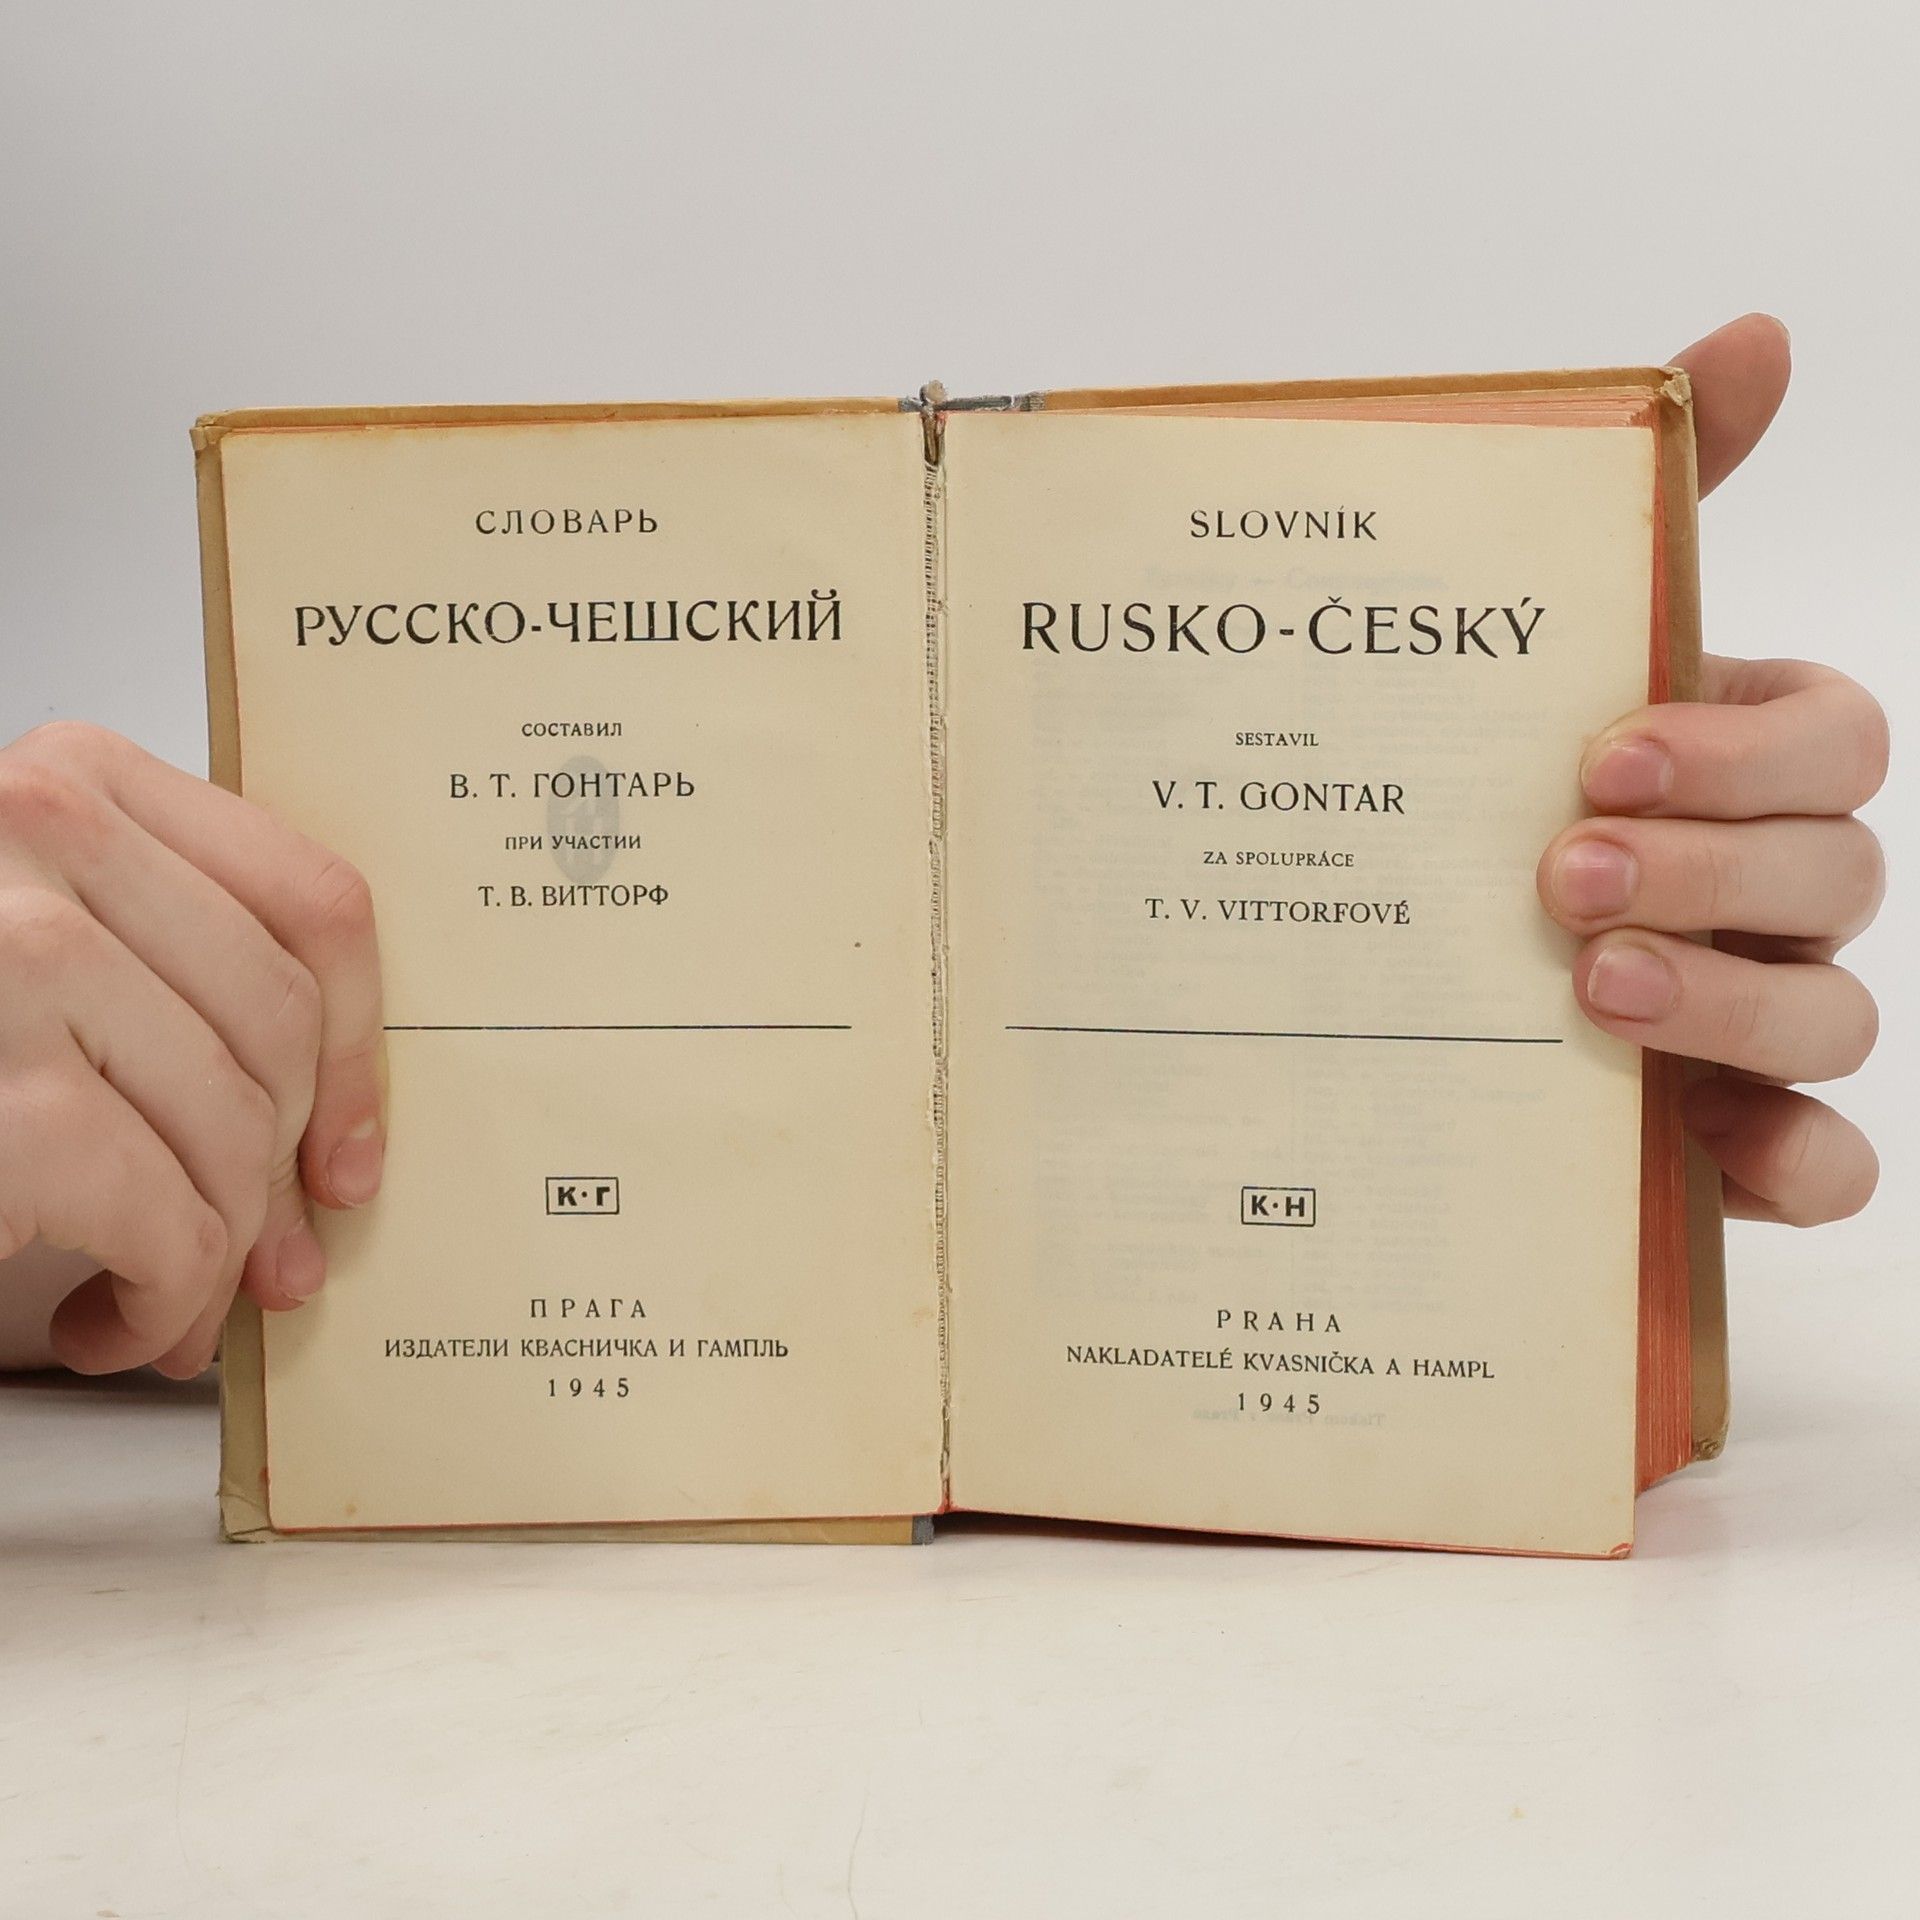 СЛОВАРЬ
РУССКО-ЧЕШСКИЙ
СОСТАВИЛ
В. Т. ГОНТАРЬ
ПРИ УЧАСТИИ
Т. В. ВИТТОРФ
К·Г
ПРАГА
ИЗДАТЕЛИ КВАСНИЧКА И ГАМПЛЬ
1945
SLOVNÍK
RUSKO-ČESKÝ
SESTAVIL
V. T. GONTAR
ZA SPOLUPRÁCE
T. V. VITTORFOVÉ
K·H
PRAHA
NAKLADATELÉ KVASNIČKA A HAMPL
1945